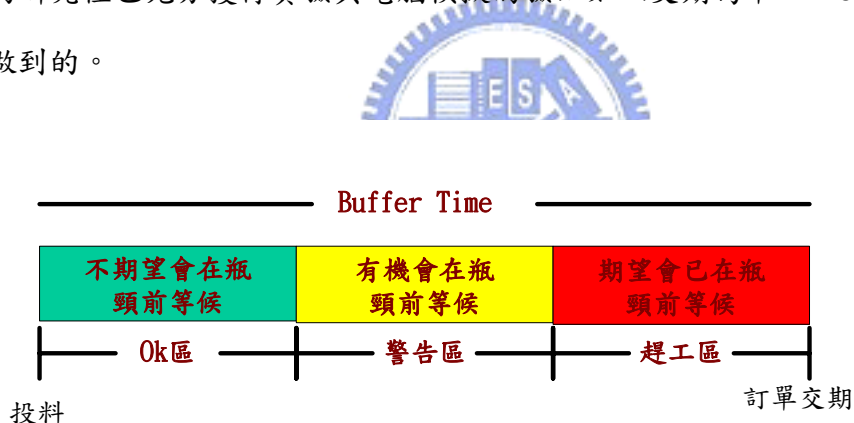 做到的。
ESA
Buffer Time
不期望會在瓶
頸前等候
有機會在瓶
頸前等候
期望會已在瓶
頸前等候
Ok區
警告區
趕工區
投料
訂單交期